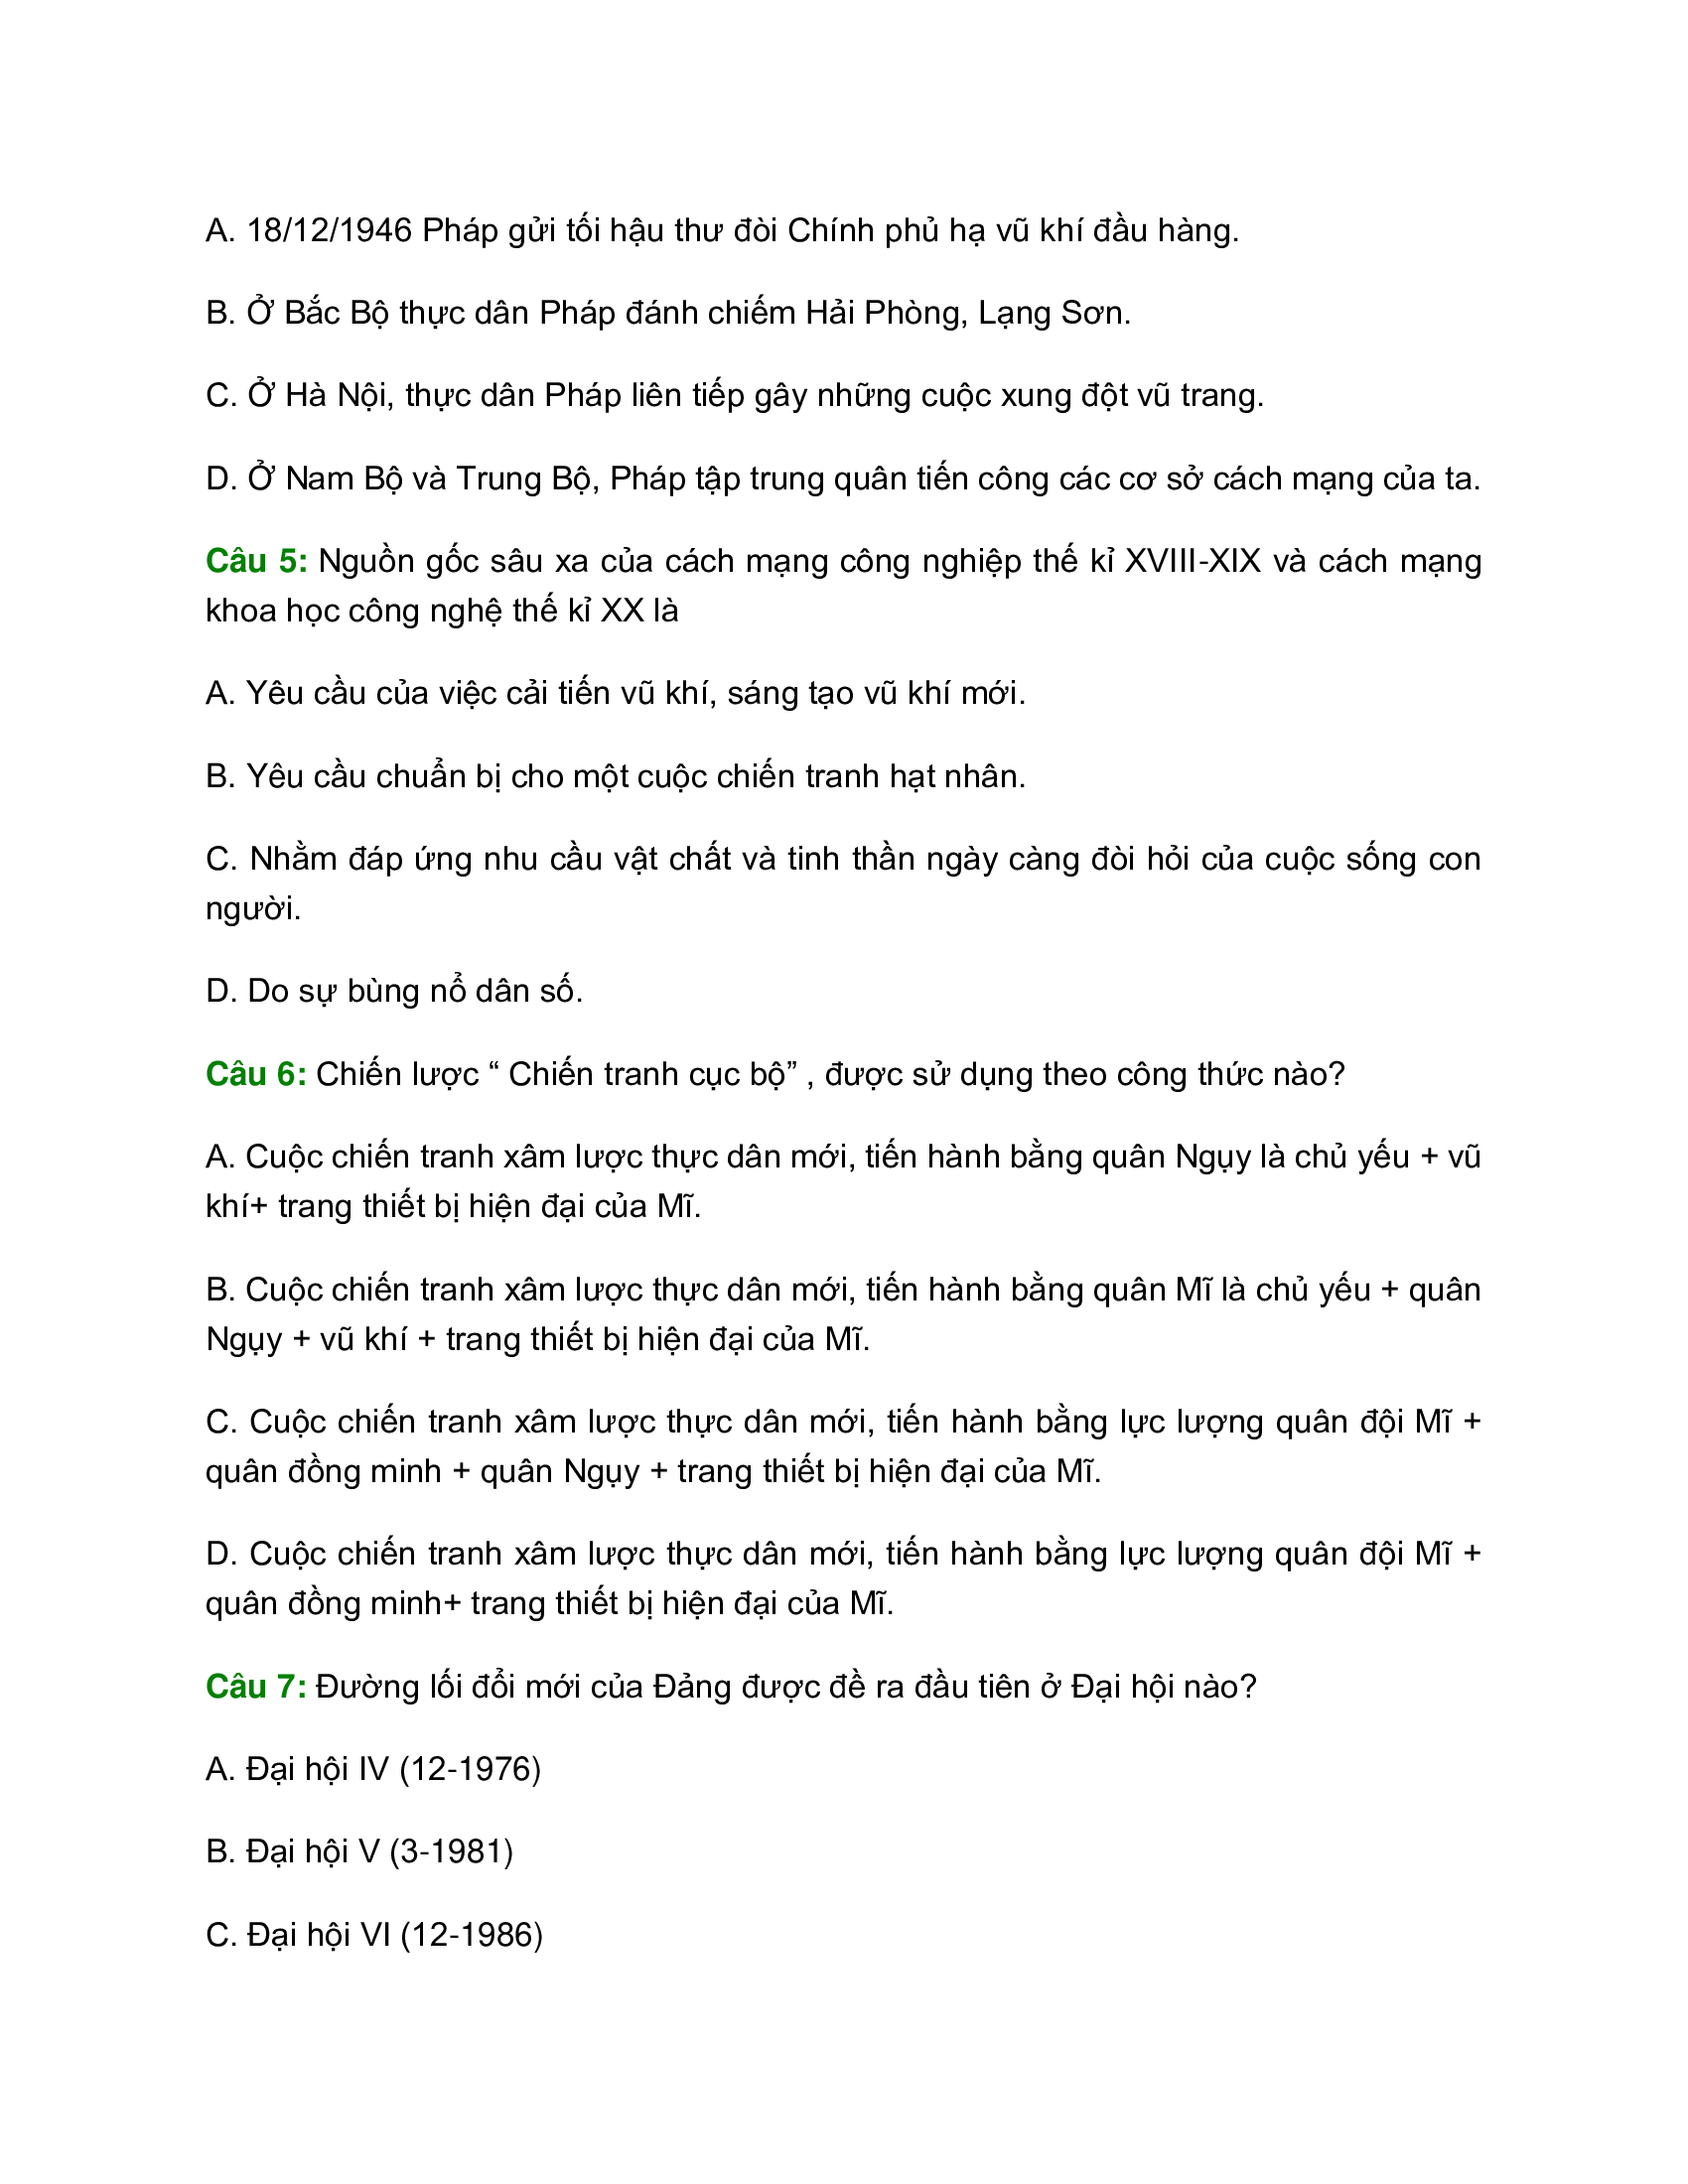 A. 18/12/1946 Pháp gửi tối hậu thư đòi Chính phủ hạ vũ khí đầu hàng.
B. Ở Bắc Bộ thực dân Pháp đánh chiếm Hải Phòng, Lạng Sơn.
C. Ở Hà Nội, thực dân Pháp liên tiếp gây những cuộc xung đột vũ trang.
D. Ở Nam Bộ và Trung Bộ, Pháp tập trung quân tiến công các cơ sở cách mạng của ta.
Câu 5: Nguồn gốc sâu xa của cách mạng công nghiệp thế kỉ XVIII-XIX và cách mạng
khoa học công nghệ thế kỉ XX là
A. Yêu cầu của việc cải tiến vũ khí, sáng tạo vũ khí mới.
B. Yêu cầu chuẩn bị cho một cuộc chiến tranh hạt nhân.
C. Nhằm đáp ứng nhu cầu vật chất và tinh thần ngày càng đòi hỏi của cuộc sống con
người.
D. Do sự bùng nổ dân số.
Câu 6: Chiến lược “ Chiến tranh cục bộ” , được sử dụng theo công thức nào?
A. Cuộc chiến tranh xâm lược thực dân mới, tiến hành bằng quân Ngụy là chủ yếu + vũ
khí+ trang thiết bị hiện đại của Mĩ.
B. Cuộc chiến tranh xâm lược thực dân mới, tiến hành bằng quân Mĩ là chủ yếu + quân
Ngụy + vũ khí + trang thiết bị hiện đại của Mĩ.
C. Cuộc chiến tranh xâm lược thực dân mới, tiến hành bằng lực lượng quân đội Mĩ +
quân đồng minh + quân Ngụy + trang thiết bị hiện đại của Mĩ.
D. Cuộc chiến tranh xâm lược thực dân mới, tiến hành bằng lực lượng quân đội Mĩ +
quân đồng minh+ trang thiết bị hiện đại của Mĩ.
Câu 7: Đường lối đổi mới của Đảng được đề ra đầu tiên ở Đại hội nào?
A. Đại hội IV (12-1976)
B. Đại hội V (3-1981)
C. Đại hội VI (12-1986)